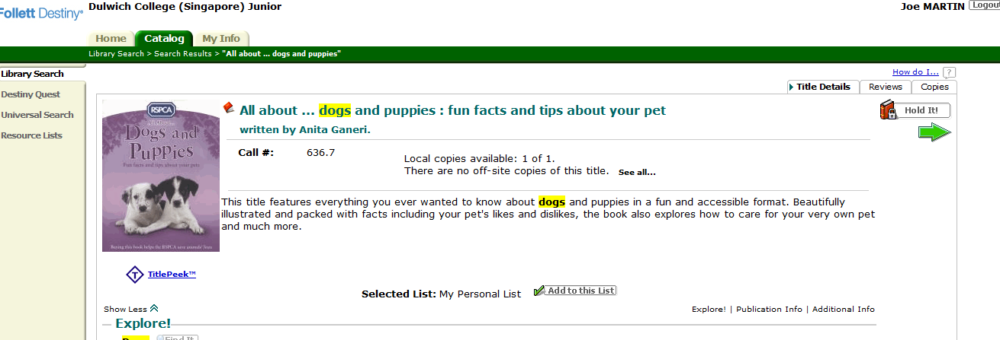 Follett Destiny®
Dulwich College (Singapore) Junior
Joe MARTIN Logout
Home Catalog My Info
Library Search > Search Results > "All about ... dogs and puppies"
Library Search
Destiny Quest
Universal Search
Resource Lists
How do I... ?
Title Details Reviews Copies
RSPCA
All About...
Dogs and
Puppies
Fun facts and tips about your pets
Buying this book helps the RSPCA save animals' lives
All about ... dogs and puppies : fun facts and tips about your pet
written by Anita Ganeri.
Hold It!
Call #: 636.7
Local copies available: 1 of 1.
There are no off-site copies of this title. See all...
This title features everything you ever wanted to know about dogs and puppies in a fun and accessible format. Beautifully
illustrated and packed with facts including your pet's likes and dislikes, the book also explores how to care for your very own pet
and much more.
T TitlePeek™
Selected List: My Personal List Add to this List
Show Less Explore! | Publication Info | Additional Info
Explore!
Find It